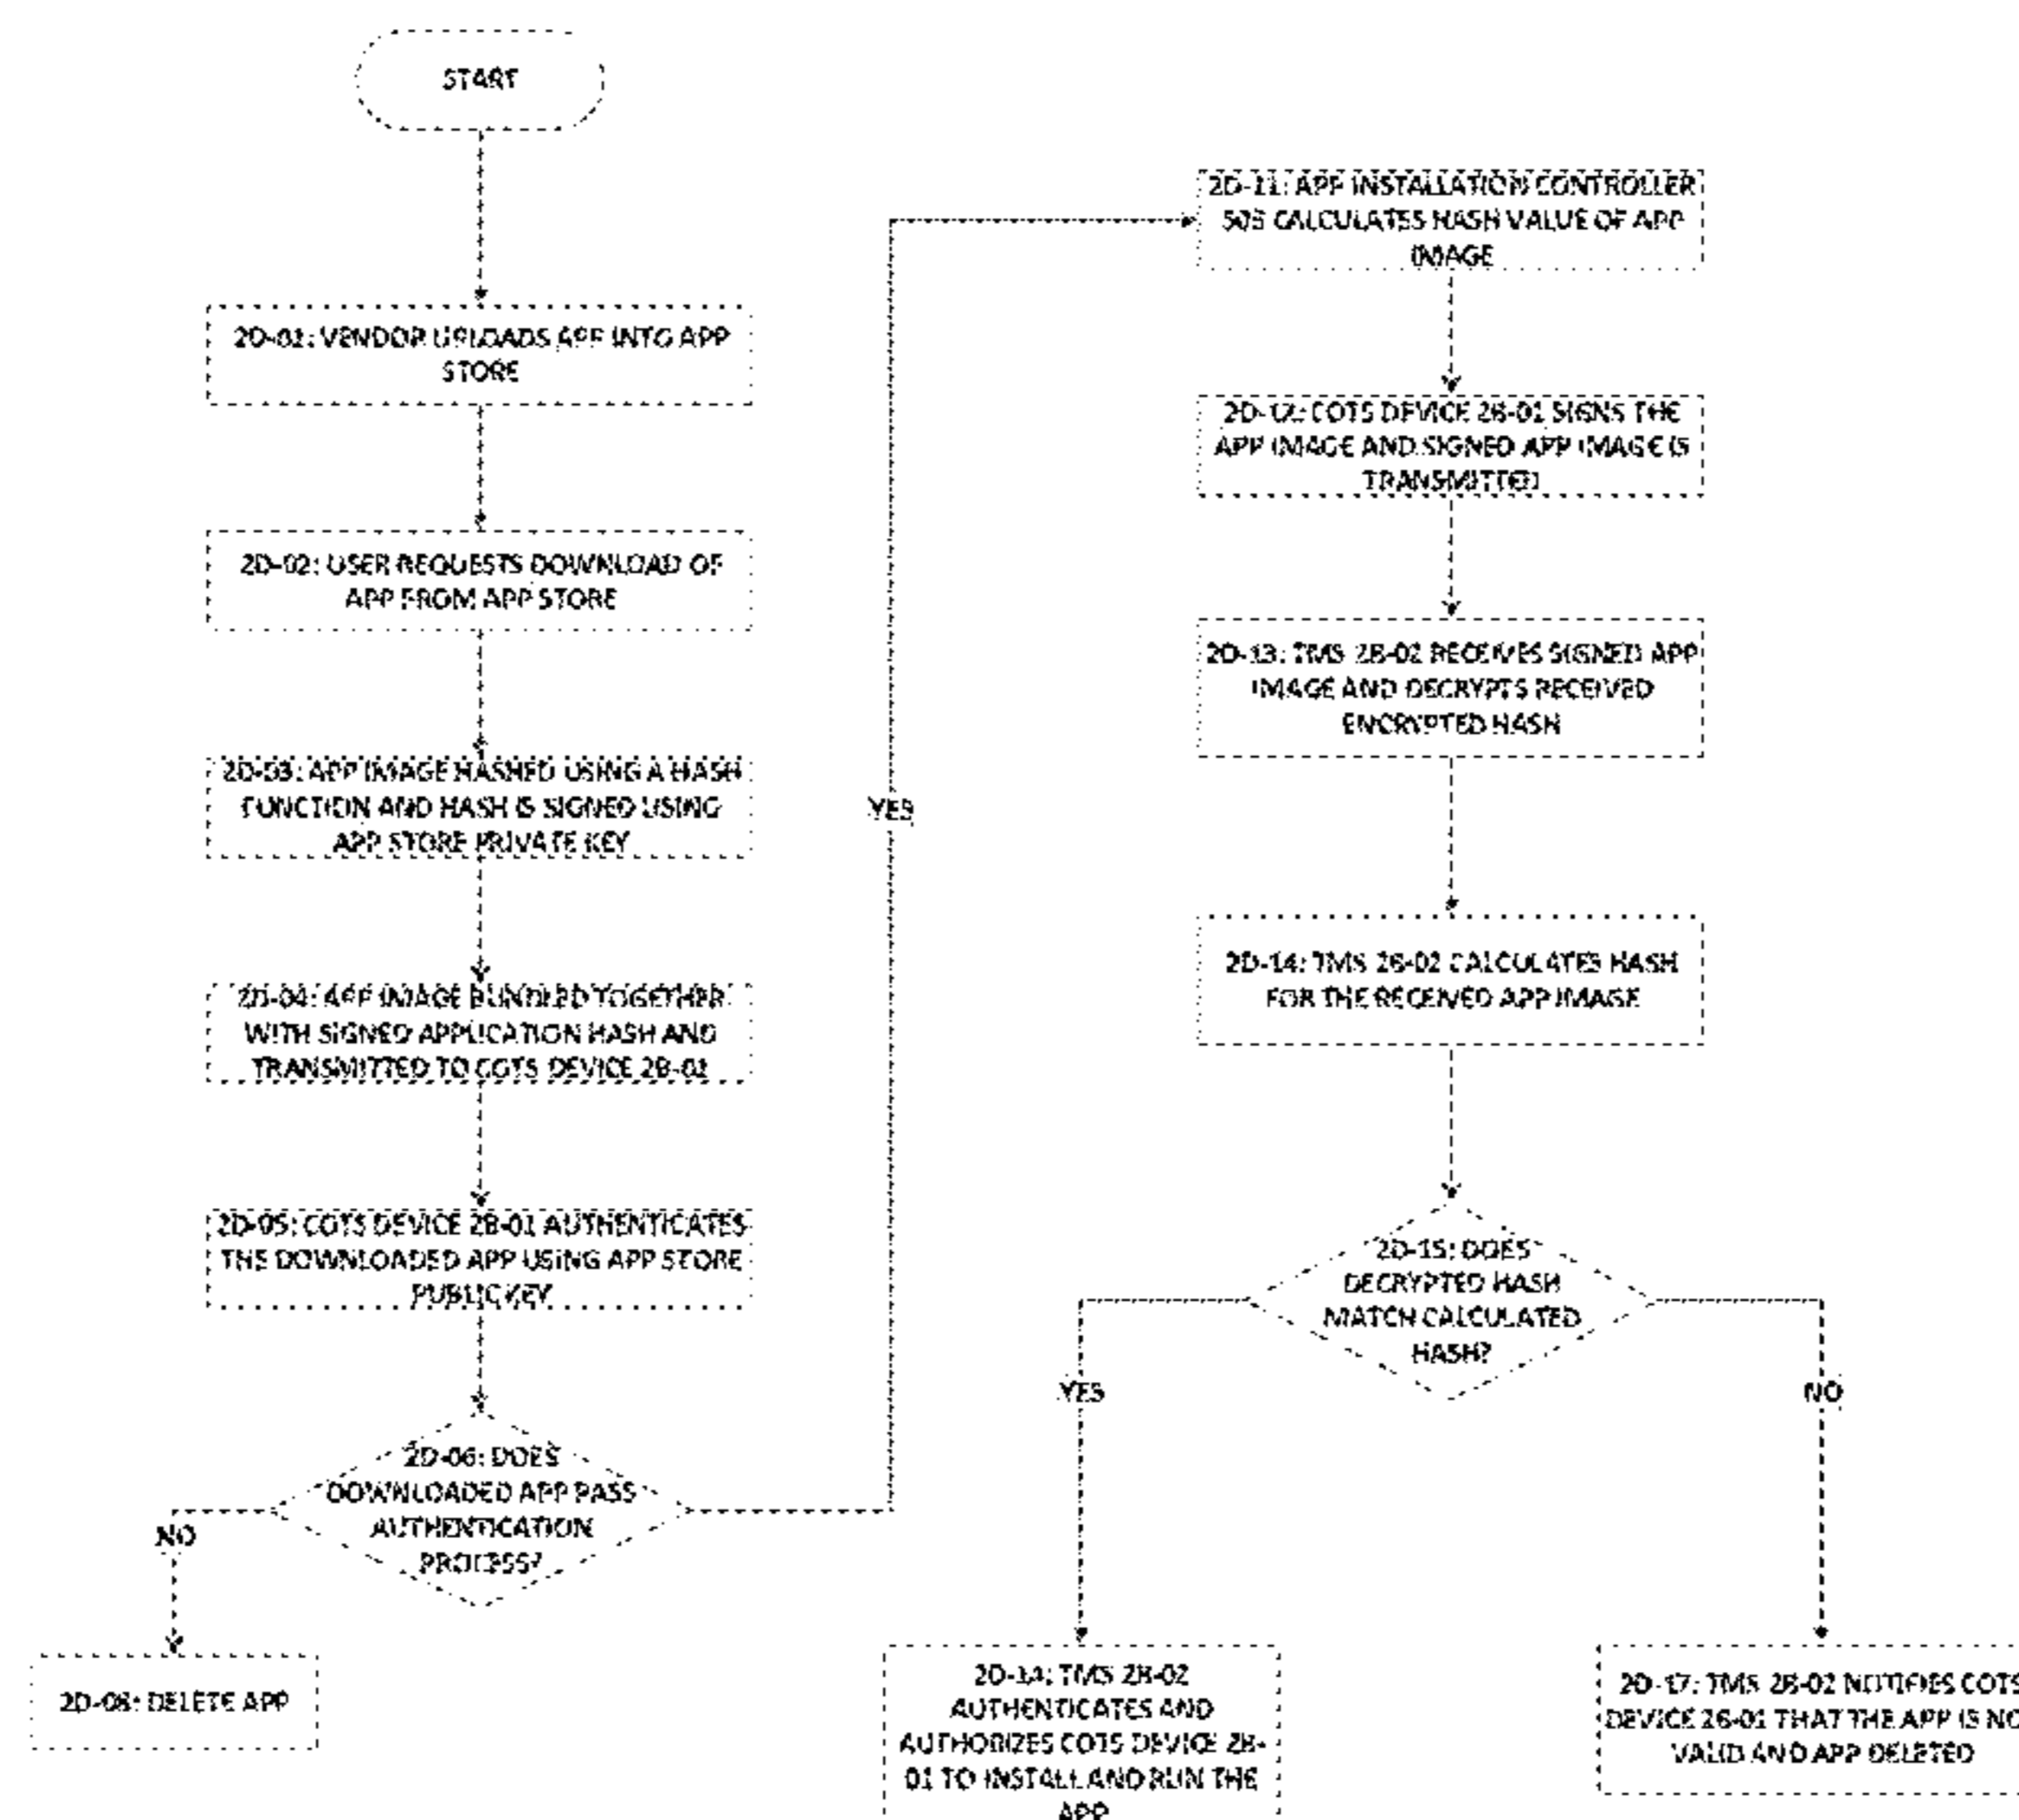 START
2D-01: VENDOR UPLOADS APP INTO APP
STORE
2D-02: USER REQUESTS DOWNLOAD OF
APP FROM APP STORE
2D-03: APP IMAGE HASHED USING A HASH
FUNCTION AND HASH IS SIGNED USING
APP STORE PRIVATE KEY
2D-04: APP IMAGE BUNDLED TOGETHER
WITH SIGNED APPLICATION HASH AND
TRANSMITTED TO COTS DEVICE 2B-01
2D-05: COTS DEVICE 2B-01 AUTHENTICATES
THE DOWNLOADED APP USING APP STORE
PUBLIC KEY
2D-06: DOES
DOWNLOADED APP PASS
AUTHENTICATION
PROCESS?
NO
2D-08: DELETE APP
YES
2D-11: APP INSTALLATION CONTROLLER
505 CALCULATES HASH VALUE OF APP
IMAGE
2D-12: COTS DEVICE 2B-01 SIGNS THE
APP IMAGE AND SIGNED APP IMAGE IS
TRANSMITTED
2D-13: TMS 2B-02 RECEIVES SIGNED APP
IMAGE AND DECRYPTS RECEIVED
ENCRYPTED HASH
2D-14: TMS 2B-02 CALCULATES HASH
FOR THE RECEIVED APP IMAGE
2D-15: DOES
DECRYPTED HASH
MATCH CALCULATED
HASH?
YES
NO
2D-14: TMS 2B-02
AUTHENTICATES AND
AUTHORIZES COTS DEVICE 2B-
01 TO INSTALL AND RUN THE
APP
2D-17: TMS 2B-02 NOTIFIES COTS
DEVICE 2B-01 THAT THE APP IS NO
VALID AND APP DELETED